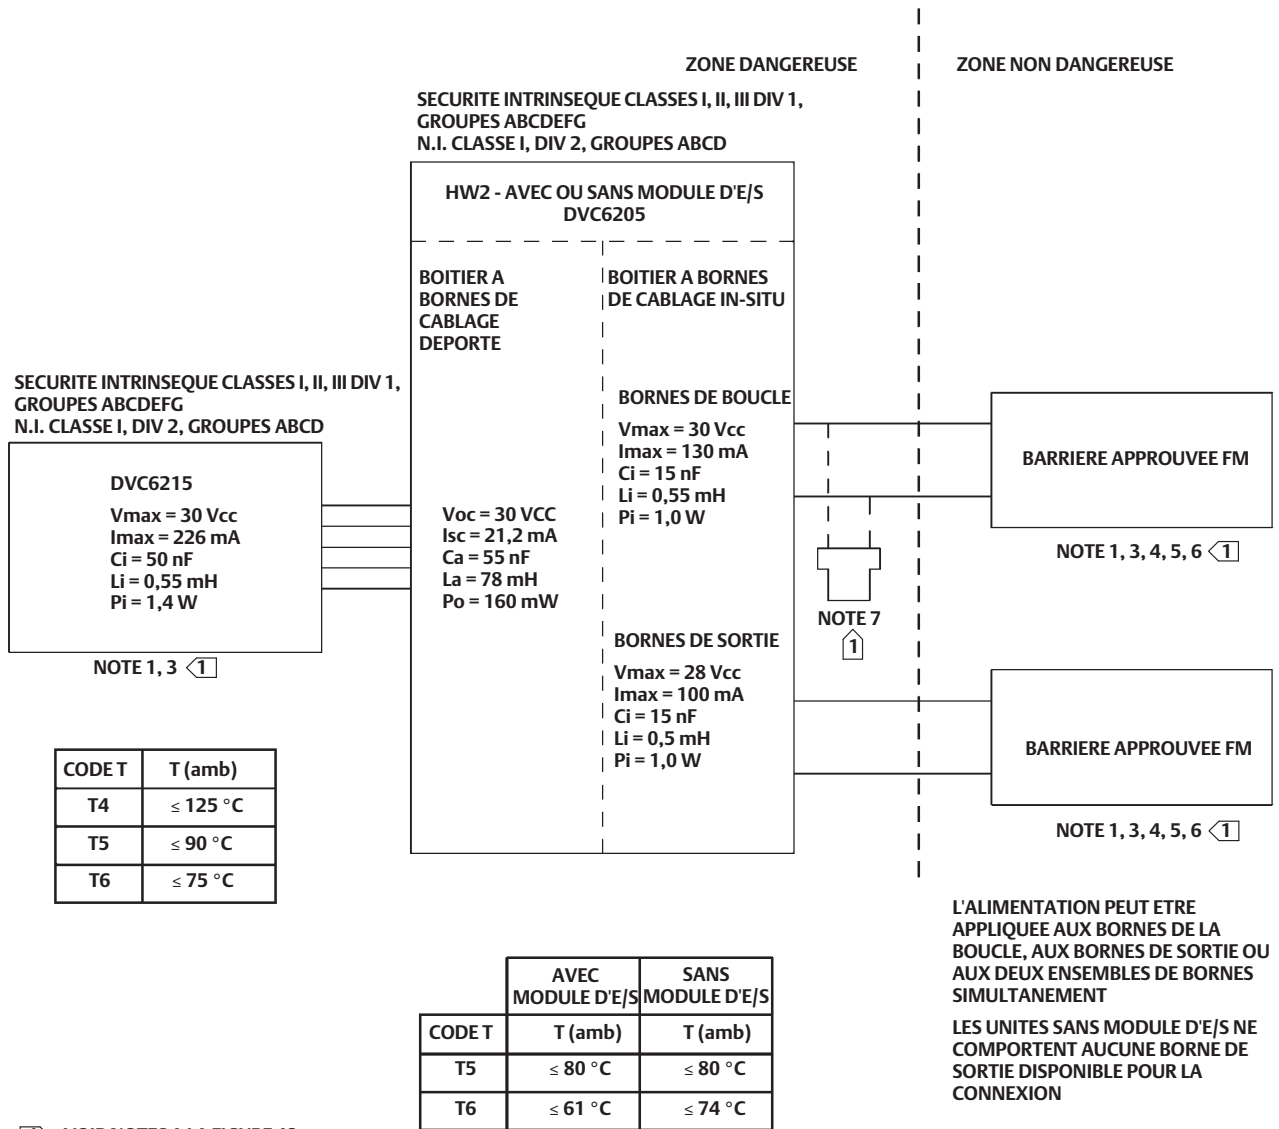 ZONE DANGEREUSE
ZONE NON DANGEREUSE
SECURITE INTRINSEQUE CLASSES I, II, III DIV 1,
GROUPES ABCDEFG
N.I. CLASSE I, DIV 2, GROUPES ABCD
HW2 - AVEC OU SANS MODULE D'E/S
DVC6205
BOITIER A
BORNES DE
CABLAGE
DEPORTE
BOITIER A BORNES
DE CABLAGE IN-SITU
SECURITE INTRINSEQUE CLASSES I, II, III DIV 1,
GROUPES ABCDEFG
N.I. CLASSE I, DIV 2, GROUPES ABCD
DVC6215
Vmax = 30 Vcc
Imax = 226 mA
Ci = 50 nF
Li = 0,55 mH
Pi = 1,4 W
NOTE 1, 3 1
Voc = 30 VCC
Isc = 21,2 mA
Ca = 55 nF
La = 78 mH
Po = 160 mW
BORNES DE BOUCLE
Vmax = 30 Vcc
Imax = 130 mA
Ci = 15 nF
Li = 0,55 mH
Pi = 1,0 W
BARRIERE APPROUVEE FM
NOTE 1, 3, 4, 5, 6 1
NOTE 7
1
BORNES DE SORTIE
Vmax = 28 Vcc
Imax = 100 mA
Ci = 15 nF
Li = 0,5 mH
Pi = 1,0 W
BARRIERE APPROUVEE FM
NOTE 1, 3, 4, 5, 6 1
CODE T T (amb)
T4 ≤ 125 °C
T5 ≤ 90 °C
T6 ≤ 75 °C
L'ALIMENTATION PEUT ETRE
APPLIQUEE AUX BORNES DE LA
BOUCLE, AUX BORNES DE SORTIE OU
AUX DEUX ENSEMBLES DE BORNES
SIMULTANEMENT
LES UNITES SANS MODULE D'E/S NE
COMPORTENT AUCUNE BORNE DE
SORTIE DISPONIBLE POUR LA
CONNEXION
AVEC
MODULE D'E/S
SANS
MODULE D'E/S
CODE T T (amb) T (amb)
T5 ≤ 80 °C ≤ 80 °C
T6 ≤ 61 °C ≤ 74 °C